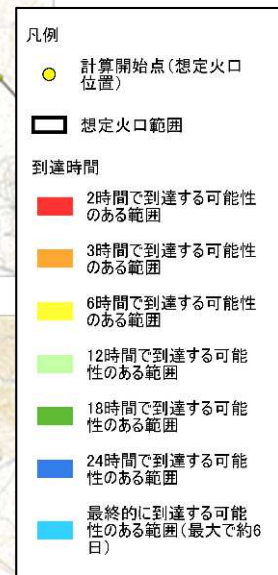 凡例
計算開始点(想定火口
位置)
想定火口範囲
到達時間
2時間で到達する可能性
のある範囲
3時間で到達する可能性
のある範囲
6時間で到達する可能性
のある範囲
12時間で到達する可能
性のある範囲
18時間で到達する可能
性のある範囲
24時間で到達する可能
性のある範囲
最終的に到達する可能
性のある範囲(最大で約6
日)